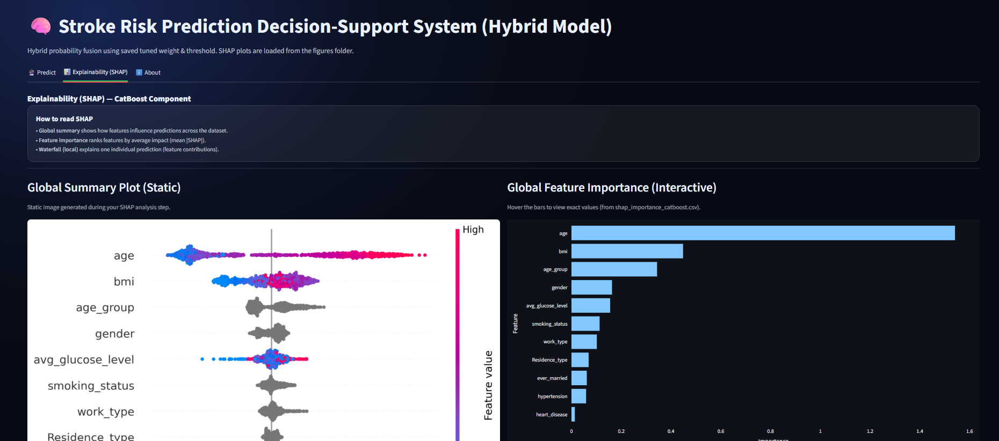 Stroke Risk Prediction Decision-Support System (Hybrid Model)
Hybrid probability fusion using saved tuned weight & threshold. SHAP plots are loaded from the figures folder.
Predict
Explainability (SHAP)
About
Explainability (SHAP) — CatBoost Component
How to read SHAP
• Global summary shows how features influence predictions across the dataset.
• Feature importance ranks features by average impact (mean |SHAP|).
• Waterfall (local) explains one individual prediction (feature contributions).
Global Summary Plot (Static)
Static image generated during your SHAP analysis step.
High
age
bmi
age_group
gender
avg_glucose_level
smoking_status
work_type
Residence_type
Feature value
Global Feature Importance (Interactive)
Hover the bars to view exact values (from shap_importance_catboost.csv).
age
bmi
age_group
gender
avg_glucose_level
smoking_status
work_type
Residence_type
ever_married
hypertension
heart_disease
Feature
0 0.2 0.4 0.6 0.8 1 1.2 1.4 1.6
Importance